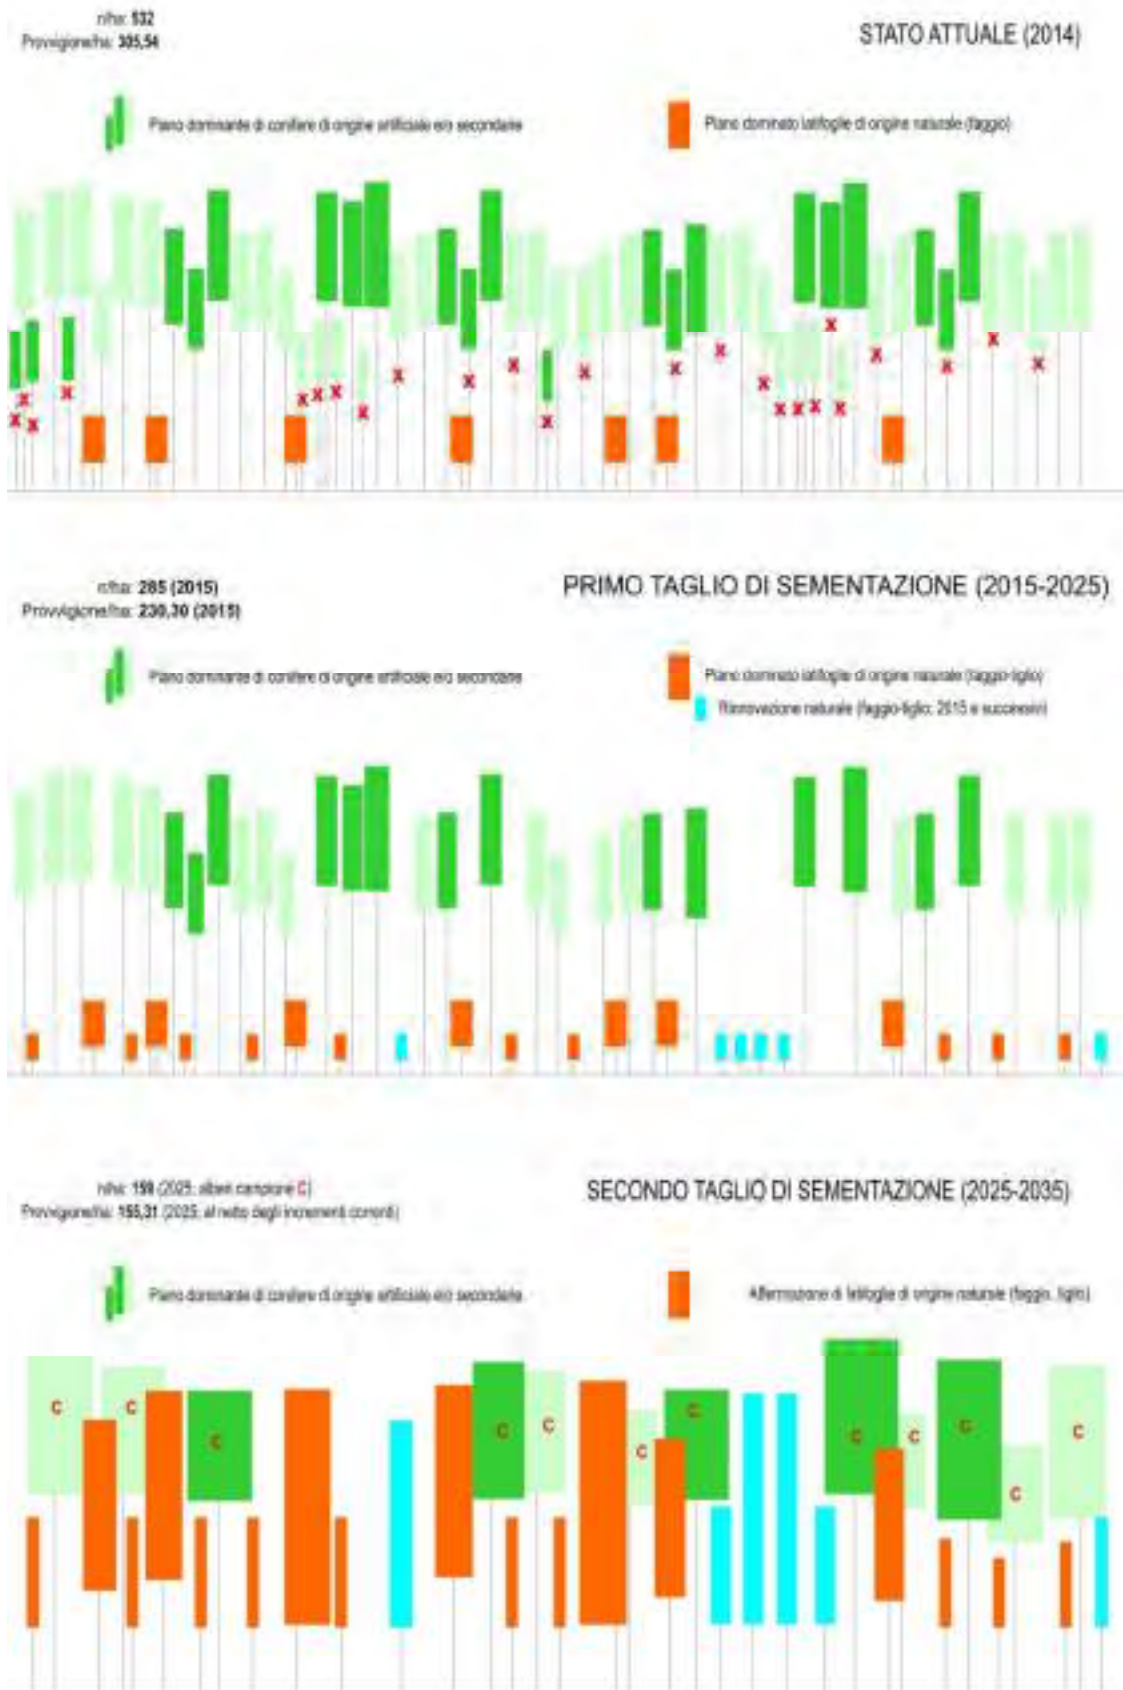 n/ha: 532
Provvigione/ha: 305,54
STATO ATTUALE (2014)
Piano dominante di conifere di origine artificiale e/o secondarie
Piano dominato latifoglie di origine naturale (faggio)
X X X X X X X X X X X X X X X X X X X X X X X X X X X
n/ha: 285 (2015)
Provvigione/ha: 230,30 (2015)
PRIMO TAGLIO DI SEMENTAZIONE (2015-2025)
Piano dominante di conifere di origine artificiale e/o secondarie
Piano dominato latifoglie di origine naturale (faggio-tiglio)
Rinnovazione naturale (faggio-tiglio; 2015 e successivi)
n/ha: 159 (2025; alberi campione C)
Provvigione/ha: 155,31 (2025; al netto degli incrementi correnti)
SECONDO TAGLIO DI SEMENTAZIONE (2025-2035)
Piano dominante di conifere di origine artificiale e/o secondarie
Affermazione di latifoglie di origine naturale (faggio, tiglio)
C C C C C C C C C C C C